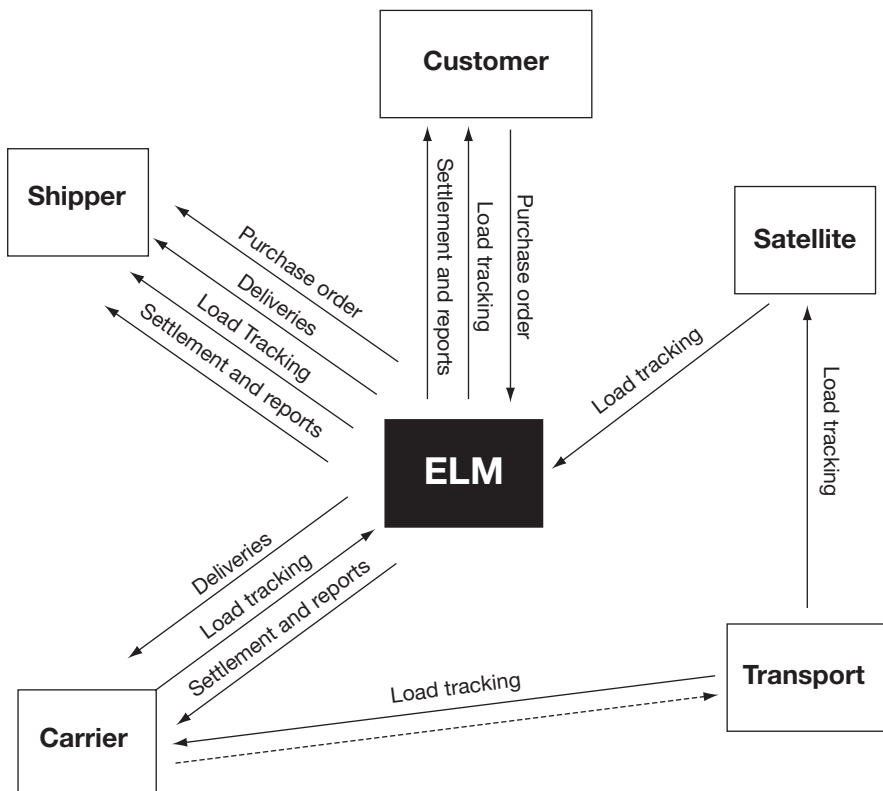 Customer
Shipper
Satellite
Settlement and reports
Load tracking
Purchase order
Purchase order
Deliveries
Load Tracking
Settlement and reports
Load tracking
Load tracking
ELM
Deliveries
Load tracking
Settlement and reports
Load tracking
Transport
Carrier